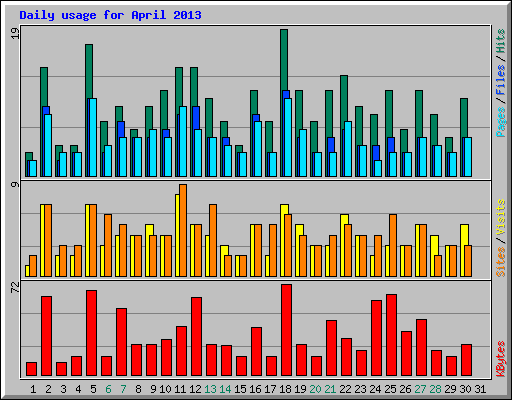 Daily usage for April 2013
19
Pages / Files / Hits
9
Sites / Visits
72
KBytes
1 2 3 4 5 6 7 8 9 10 11 12 13 14 15 16 17 18 19 20 21 22 23 24 25 26 27 28 29 30 31